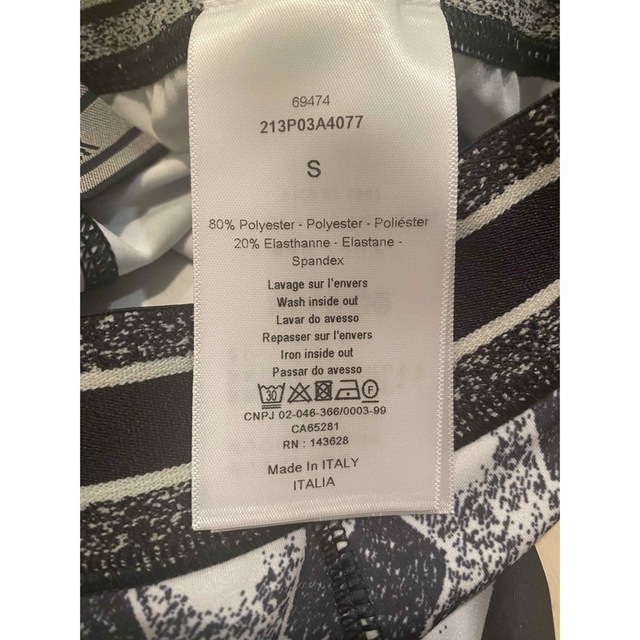 69474
213P03A4077
S
80% Polyester - Polyester - Poliéster
20% Elasthanne - Elastane -
Spandex
Lavage sur l'envers
Wash inside out
Lavar do avesso
Repasser sur l'envers
Iron inside out
Passar do avesso
30 F
CNPJ 02-046-366/0003-99
CA65281
RN : 143628
Made In ITALY
ITALIA